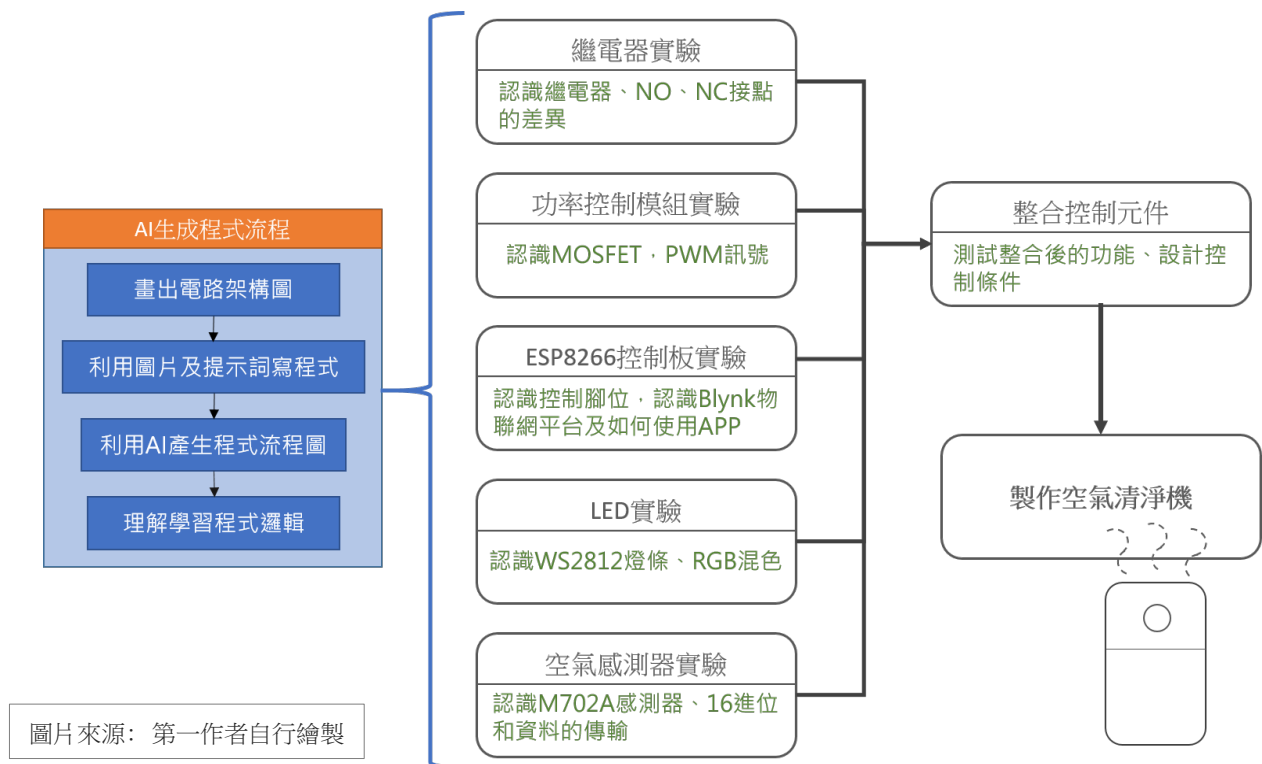 AI生成程式流程
畫出電路架構圖
利用圖片及提示詞寫程式
利用AI產生程式流程圖
理解學習程式邏輯
繼電器實驗
認識繼電器、NO、NC接點
的差異
功率控制模組實驗
認識MOSFET，PWM訊號
ESP8266控制板實驗
認識控制腳位，認識Blynk物
聯網平台及如何使用APP
LED實驗
認識WS2812燈條、RGB混色
空氣感測器實驗
認識M702A感測器、16進位
和資料的傳輸
整合控制元件
測試整合後的功能、設計控
制條件
製作空氣清淨機
圖片來源：第一作者自行繪製